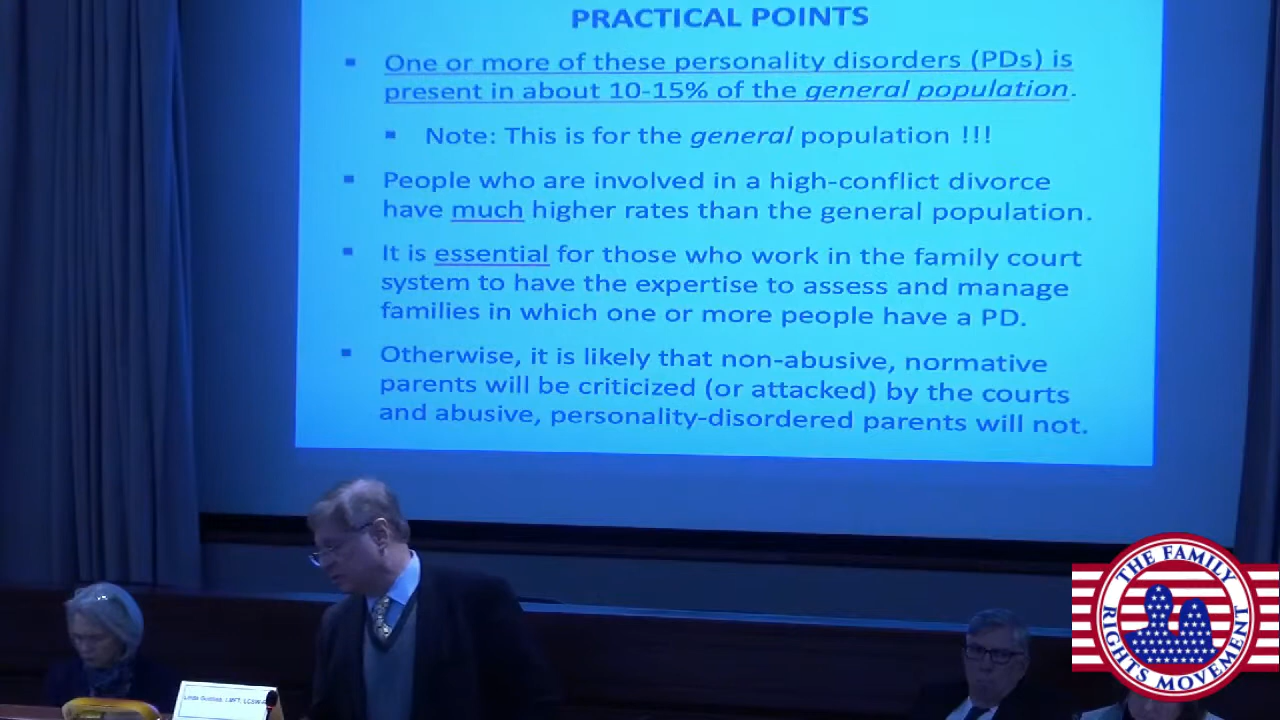 PRACTICAL POINTS
▪ One or more of these personality disorders (PDs) is
present in about 10-15% of the general population.
▪ Note: This is for the general population !!!
▪ People who are involved in a high-conflict divorce
have much higher rates than the general population.
▪ It is essential for those who work in the family court
system to have the expertise to assess and manage
families in which one or more people have a PD.
▪ Otherwise, it is likely that non-abusive, normative
parents will be criticized (or attacked) by the courts
and abusive, personality-disordered parents will not.
Linda Gottlieb, LMFT, LCSW-R
THE FAMILY
RIGHTS MOVEMENT